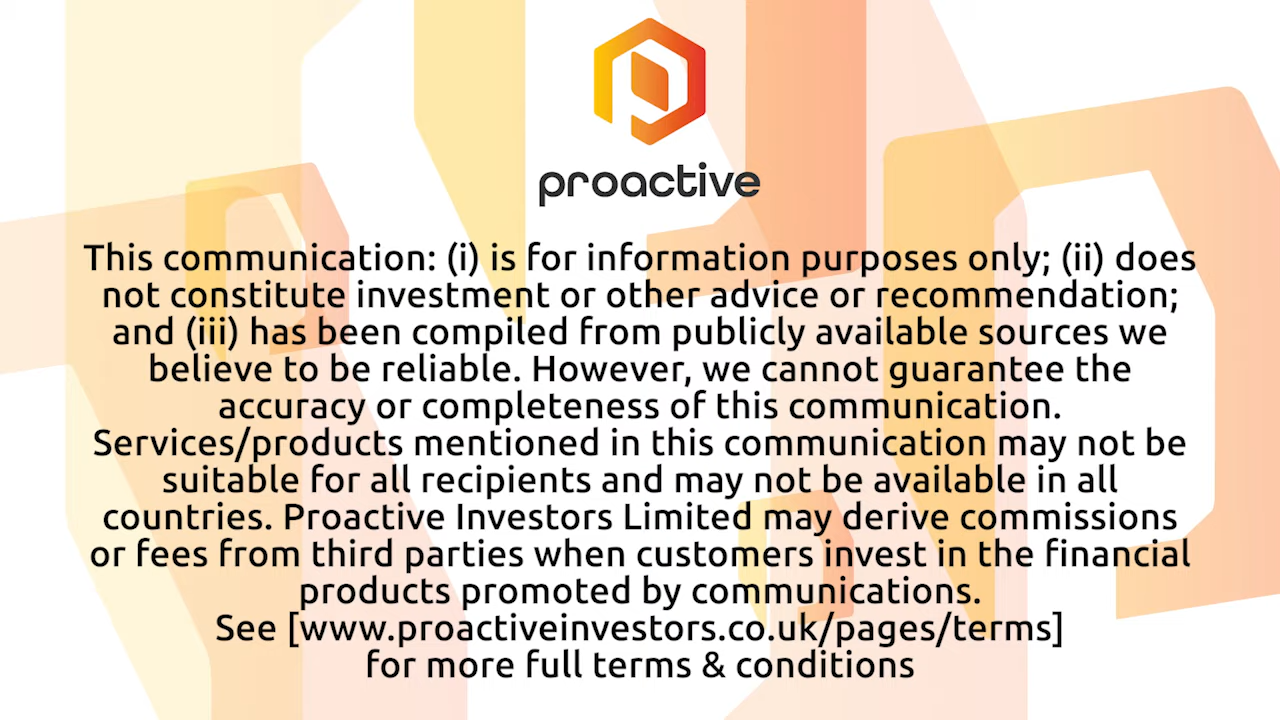 proactive
This communication: (i) is for information purposes only; (ii) does
not constitute investment or other advice or recommendation;
and (iii) has been compiled from publicly available sources we
believe to be reliable. However, we cannot guarantee the
accuracy or completeness of this communication.
Services/products mentioned in this communication may not be
suitable for all recipients and may not be available in all
countries. Proactive Investors Limited may derive commissions
or fees from third parties when customers invest in the financial
products promoted by communications.
See [www.proactiveinvestors.co.uk/pages/terms]
for more full terms & conditions